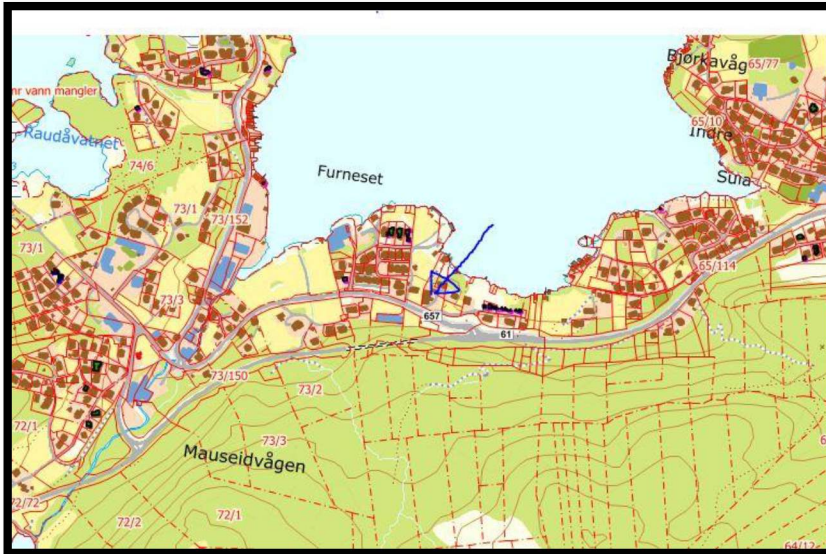 Bjørkavåg
65/77
nr vann mangler
Raudåvatnet
65/10
Indre
74/6
Furneset
Sula
73/1
73/152
73/1
65/114
73/3
657
61
73/150
73/2
72/1
73/3
Mauseidvågen
72/72
72/2
72/1
64/12